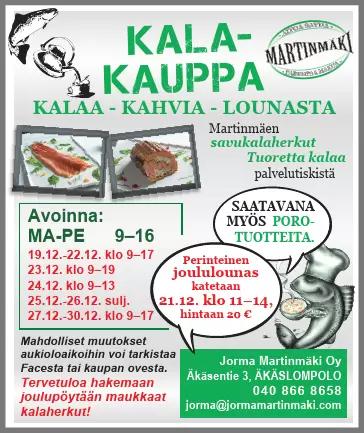 KALA-
KAUPPA
MARTINMÄKI
KALAA - KAHVIA - LOUNASTA
Martinmäen
savukalaherkut
Tuoretta kalaa
palvelutiskistä
SAATAVANA
MYÖS PORO-
TUOTTEITA.
Avoinna:
MA-PE 9–16
19.12.-22.12. klo 9–17
23.12. klo 9–19
24.12. klo 9–13
25.12.-26.12. sulj.
27.12.-30.12. klo 9–17
Perinteinen
joululounas
katetaan
21.12. klo 11–14,
hintaan 20 €
Mahdolliset muutokset
aukioloaikoihin voi tarkistaa
Facesta tai kaupan ovesta.
Tervetuloa hakemaan
joulupöytään maukkaat
kalaherkut!
Jorma Martinmäki Oy
Äkäsentie 3, ÄKÄSLOMPOLO
040 866 8658
jorma@jormamartinmaki.com